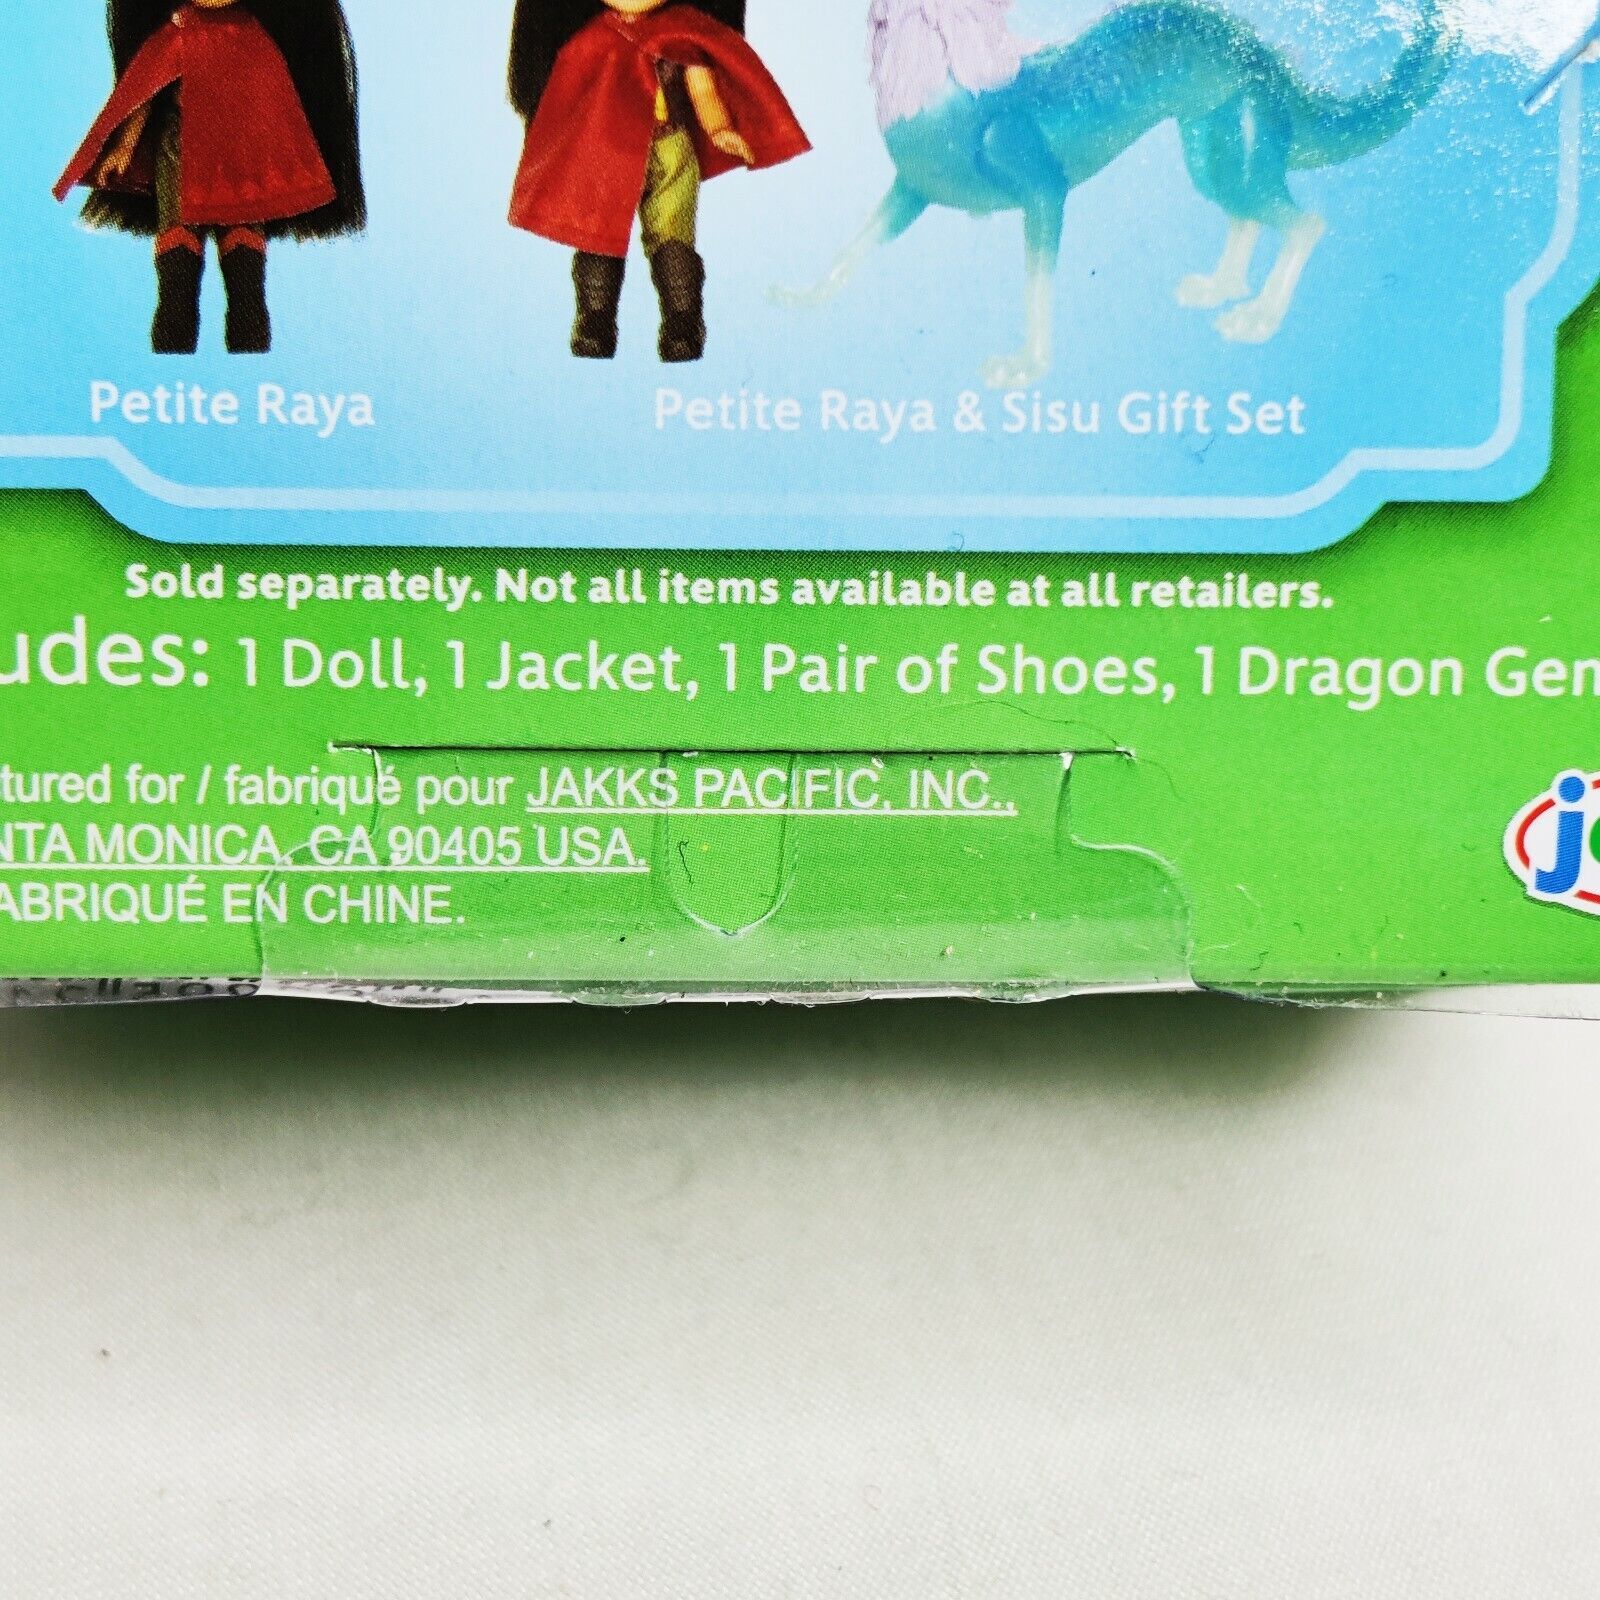 Petite Raya
Petite Raya & Sisu Gift Set
Sold separately. Not all items available at all retailers.
udes: 1 Doll, 1 Jacket, 1 Pair of Shoes, 1 Dragon Gem
tured for / fabriqué pour JAKKS PACIFIC, INC.,
NTA MONICA, CA 90405 USA.
ABRIQUÉ EN CHINE.